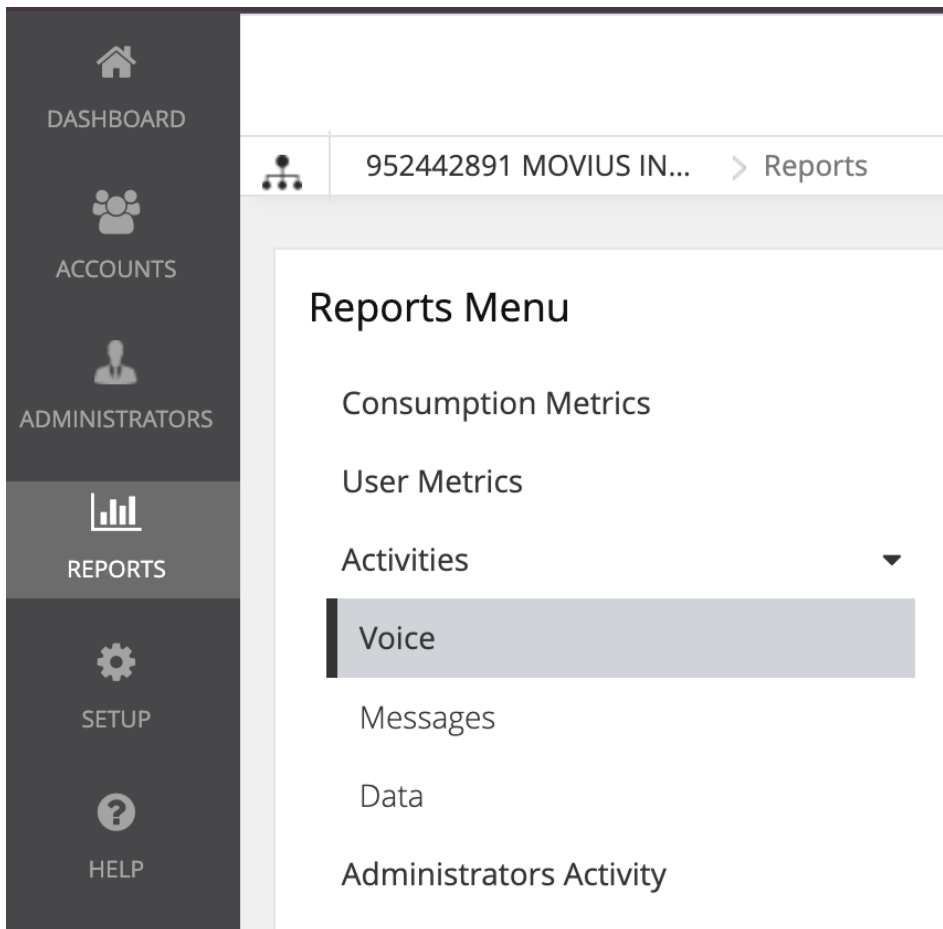 DASHBOARD
ACCOUNTS
ADMINISTRATORS
REPORTS
SETUP
HELP
952442891 MOVIUS IN... > Reports
Reports Menu
Consumption Metrics
User Metrics
Activities
Voice
Messages
Data
Administrators Activity